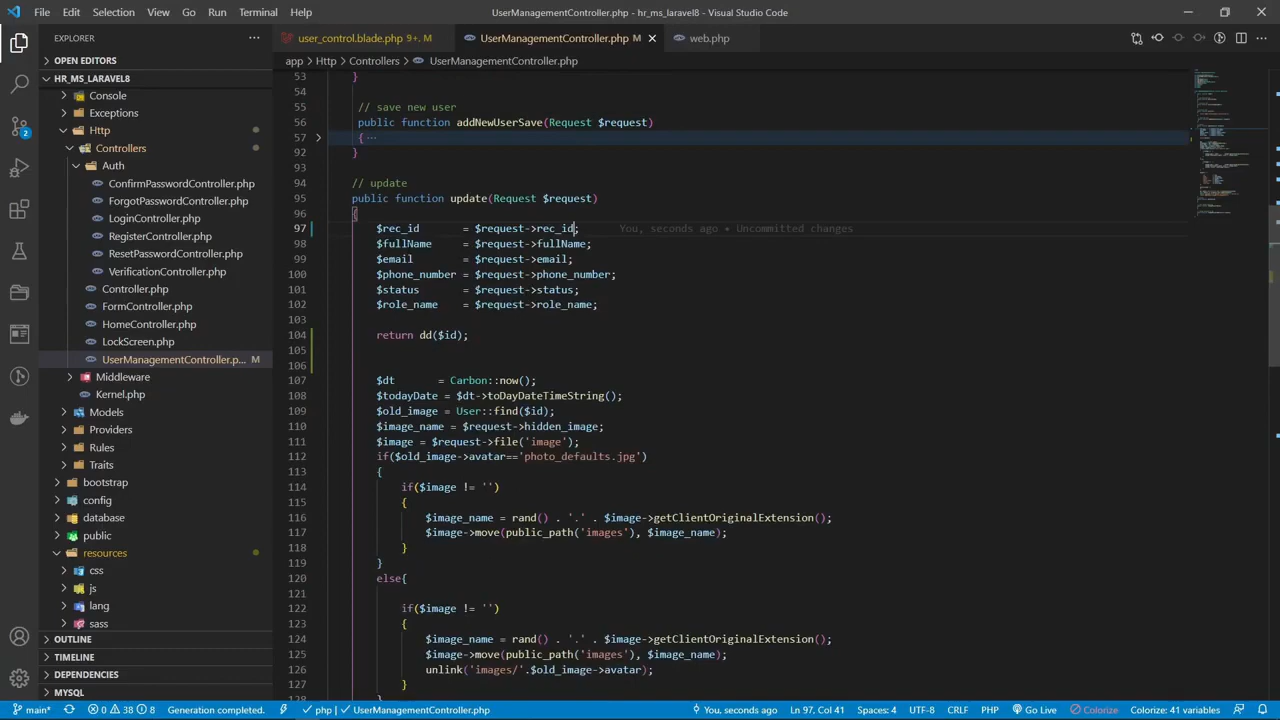 File Edit Selection View Go Run Terminal Help
UserManagementController.php - hr_ms_laravel8 - Visual Studio Code
EXPLORER
OPEN EDITORS
HR_MS_LARAVEL8
Console
Exceptions
Http
Controllers
Auth
ConfirmPasswordController.php
ForgotPasswordController.php
LoginController.php
RegisterController.php
ResetPasswordController.php
VerificationController.php
Controller.php
FormController.php
HomeController.php
LockScreen.php
UserManagementController.p... M
Middleware
Kernel.php
Models
Providers
Rules
Traits
bootstrap
config
database
public
resources
css
js
lang
sass
OUTLINE
TIMELINE
DEPENDENCIES
MYSQL
2
user_control.blade.php 9+, M
UserManagementController.php M
web.php
app > Http > Controllers > UserManagementController.php
53 }
54
55 // save new user
56 public function addNewUserSave(Request $request)
57 { ···
92 }
93
94 // update
95 public function update(Request $request)
96 {
97 $rec_id = $request->rec_id; You, seconds ago • Uncommitted changes
98 $fullName = $request->fullName;
99 $email = $request->email;
100 $phone_number = $request->phone_number;
101 $status = $request->status;
102 $role_name = $request->role_name;
103
104 return dd($id);
105
106
107 $dt = Carbon::now();
108 $todayDate = $dt->toDayDateTimeString();
109 $old_image = User::find($id);
110 $image_name = $request->hidden_image;
111 $image = $request->file('image');
112 if($old_image->avatar=='photo_defaults.jpg')
113 {
114 if($image != '')
115 {
116 $image_name = rand() . '.' . $image->getClientOriginalExtension();
117 $image->move(public_path('images'), $image_name);
118 }
119 }
120 else{
121
122 if($image != '')
123 {
124 $image_name = rand() . '.' . $image->getClientOriginalExtension();
125 $image->move(public_path('images'), $image_name);
126 unlink('images/'.$old_image->avatar);
127 }
128 }
main* 0 38 8 Generation completed. php | UserManagementController.php You, seconds ago Ln 97, Col 41 Spaces: 4 UTF-8 CRLF PHP Go Live Colorize Colorize: 41 variables